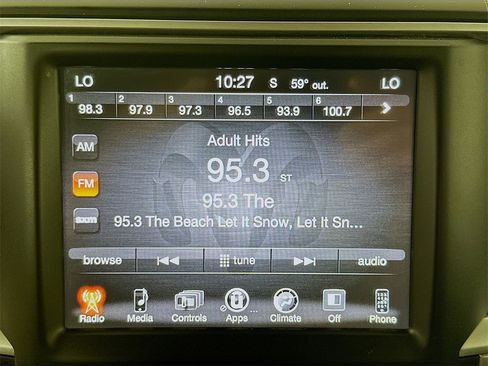 LO 10:27 S 59° out. LO
1 2 3 4 5 6
98.3 97.9 97.3 96.5 93.9 100.7 >
Adult Hits
AM
95.3 ST
FM
95.3 The
sxm
95.3 The Beach Let It Snow, Let It Sn...
browse tune audio
Radio Media Controls Apps ... Climate Off Phone